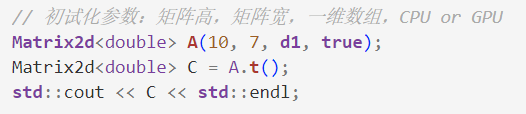 // 初试化参数：矩阵高，矩阵宽，一维数组，CPU or GPU
Matrix2d<double> A(10, 7, d1, true);
Matrix2d<double> C = A.t();
std::cout << C << std::endl;